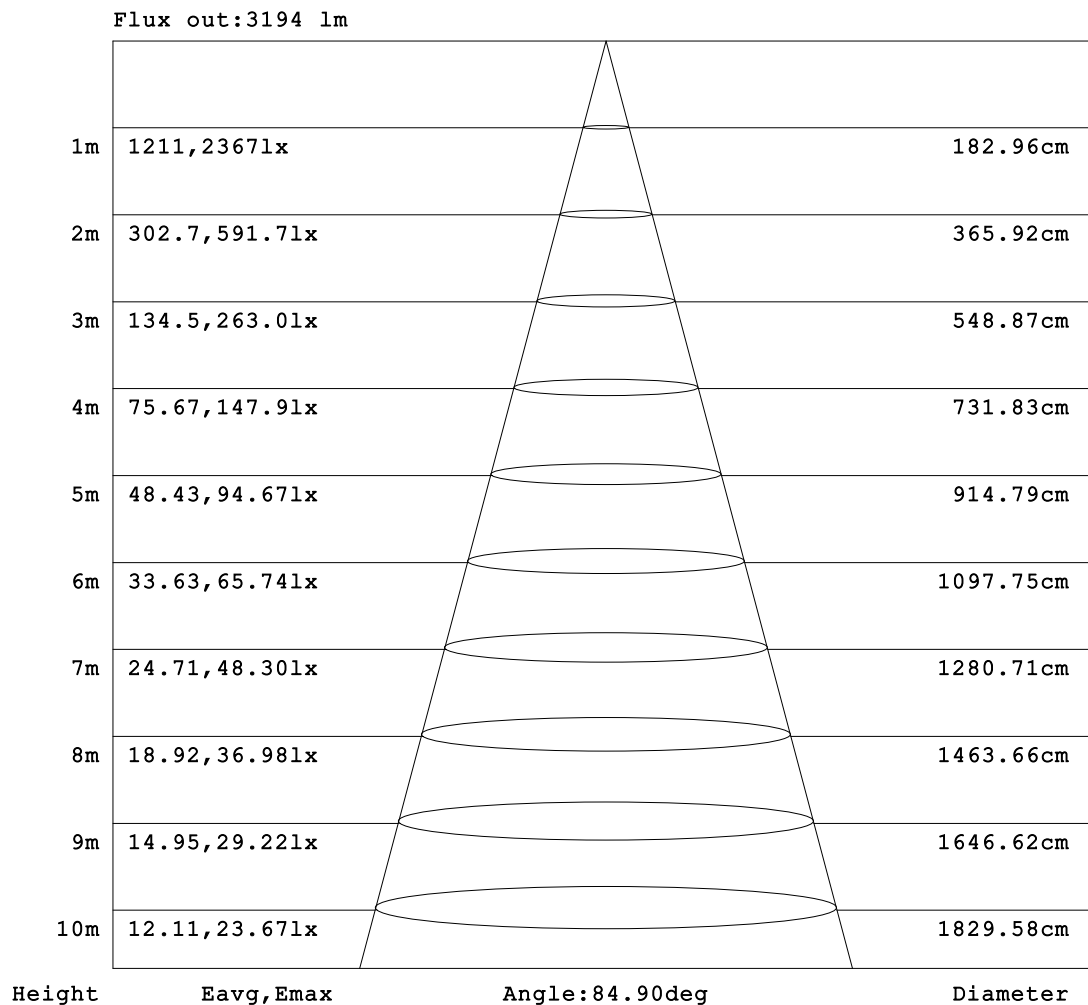 Flux out:3194 lm
1m 1211,2367lx 182.96cm
2m 302.7,591.7lx 365.92cm
3m 134.5,263.0lx 548.87cm
4m 75.67,147.9lx 731.83cm
5m 48.43,94.67lx 914.79cm
6m 33.63,65.74lx 1097.75cm
7m 24.71,48.30lx 1280.71cm
8m 18.92,36.98lx 1463.66cm
9m 14.95,29.22lx 1646.62cm
10m 12.11,23.67lx 1829.58cm
Height Eavg,Emax Angle:84.90deg Diameter